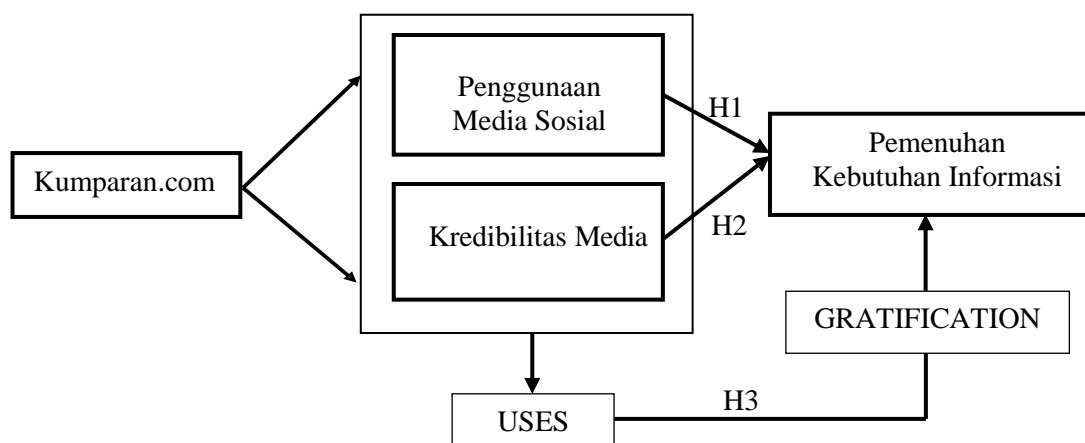 Penggunaan
Media Sosial
H1
Pemenuhan
Kebutuhan Informasi
Kumparan.com
Kredibilitas Media
H2
GRATIFICATION
USES
H3